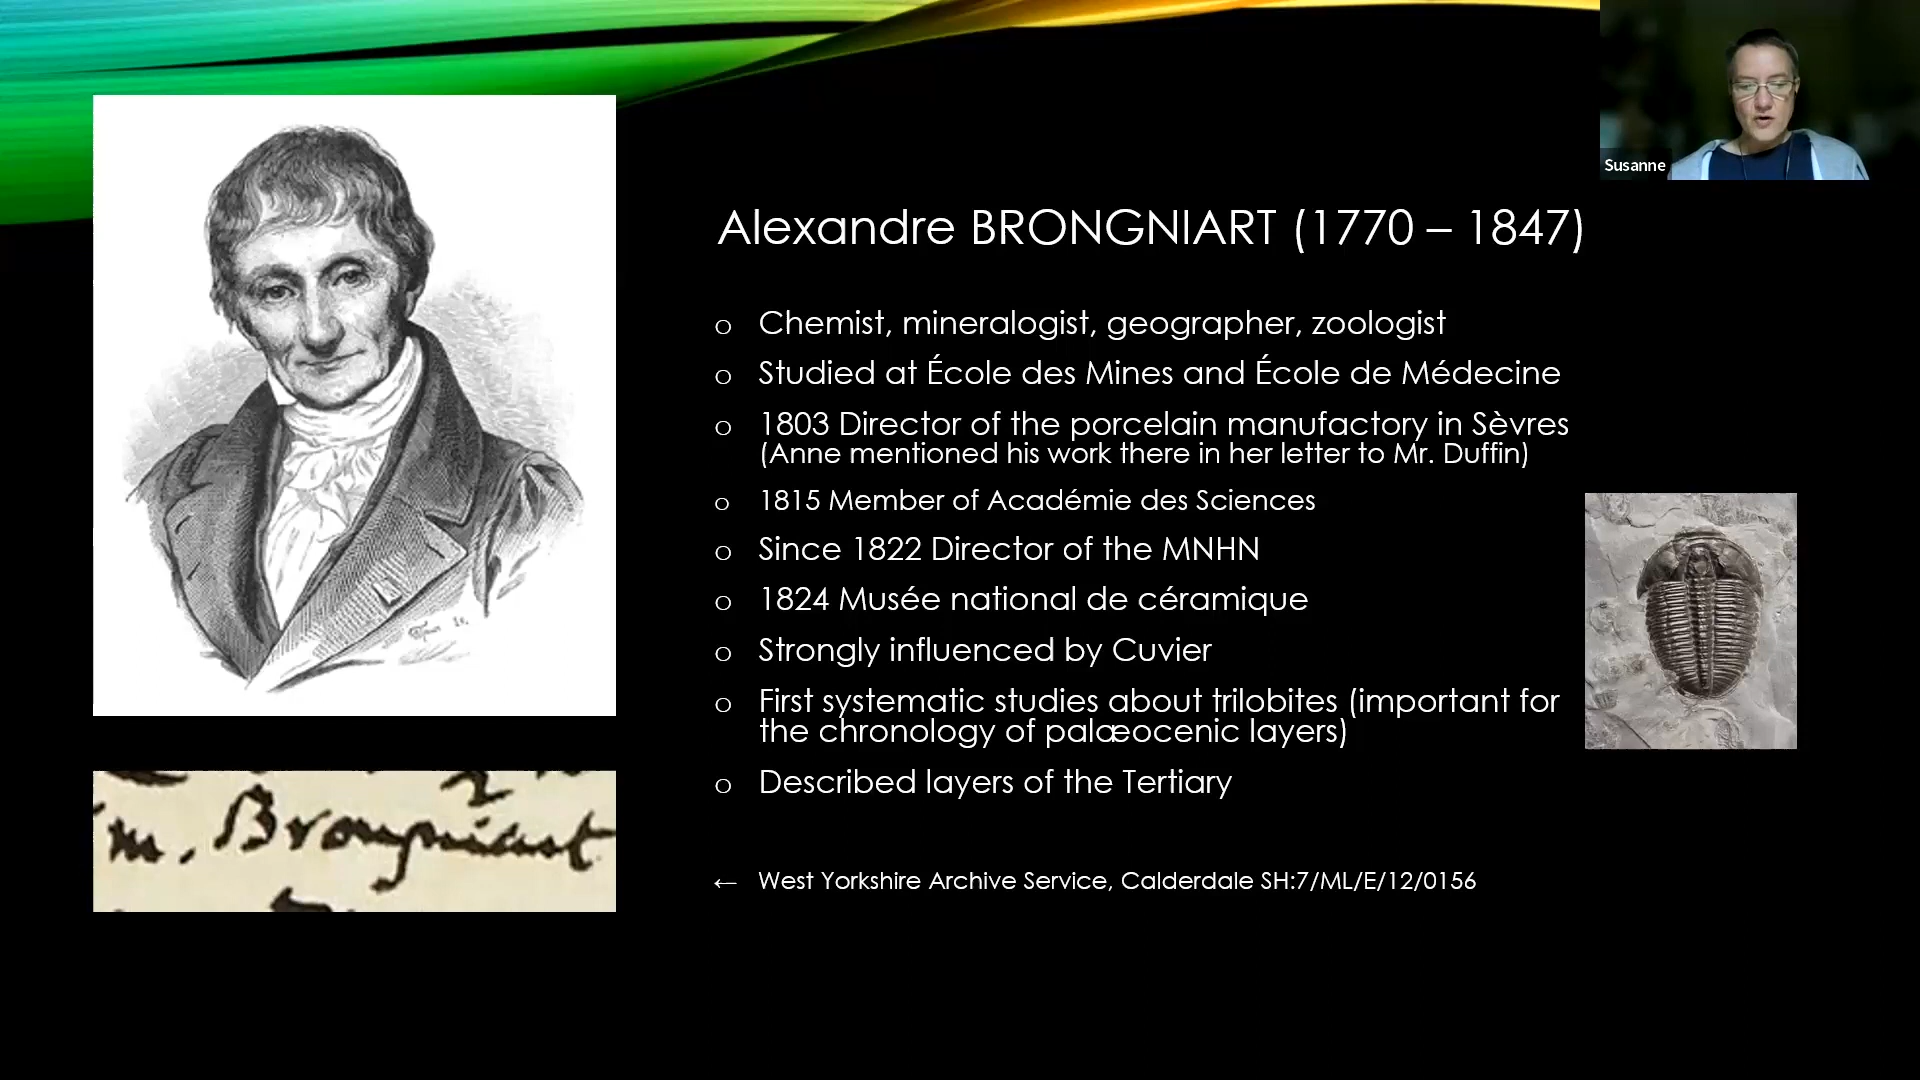 Susanne
Alexandre BRONGNIART (1770 – 1847)
o Chemist, mineralogist, geographer, zoologist
o Studied at École des Mines and École de Médecine
o 1803 Director of the porcelain manufactory in Sèvres
(Anne mentioned his work there in her letter to Mr. Duffin)
o 1815 Member of Académie des Sciences
o Since 1822 Director of the MNHN
o 1824 Musée national de céramique
o Strongly influenced by Cuvier
o First systematic studies about trilobites (important for
the chronology of palæocenic layers)
o Described layers of the Tertiary
m. Brongniart
← West Yorkshire Archive Service, Calderdale SH:7/ML/E/12/0156